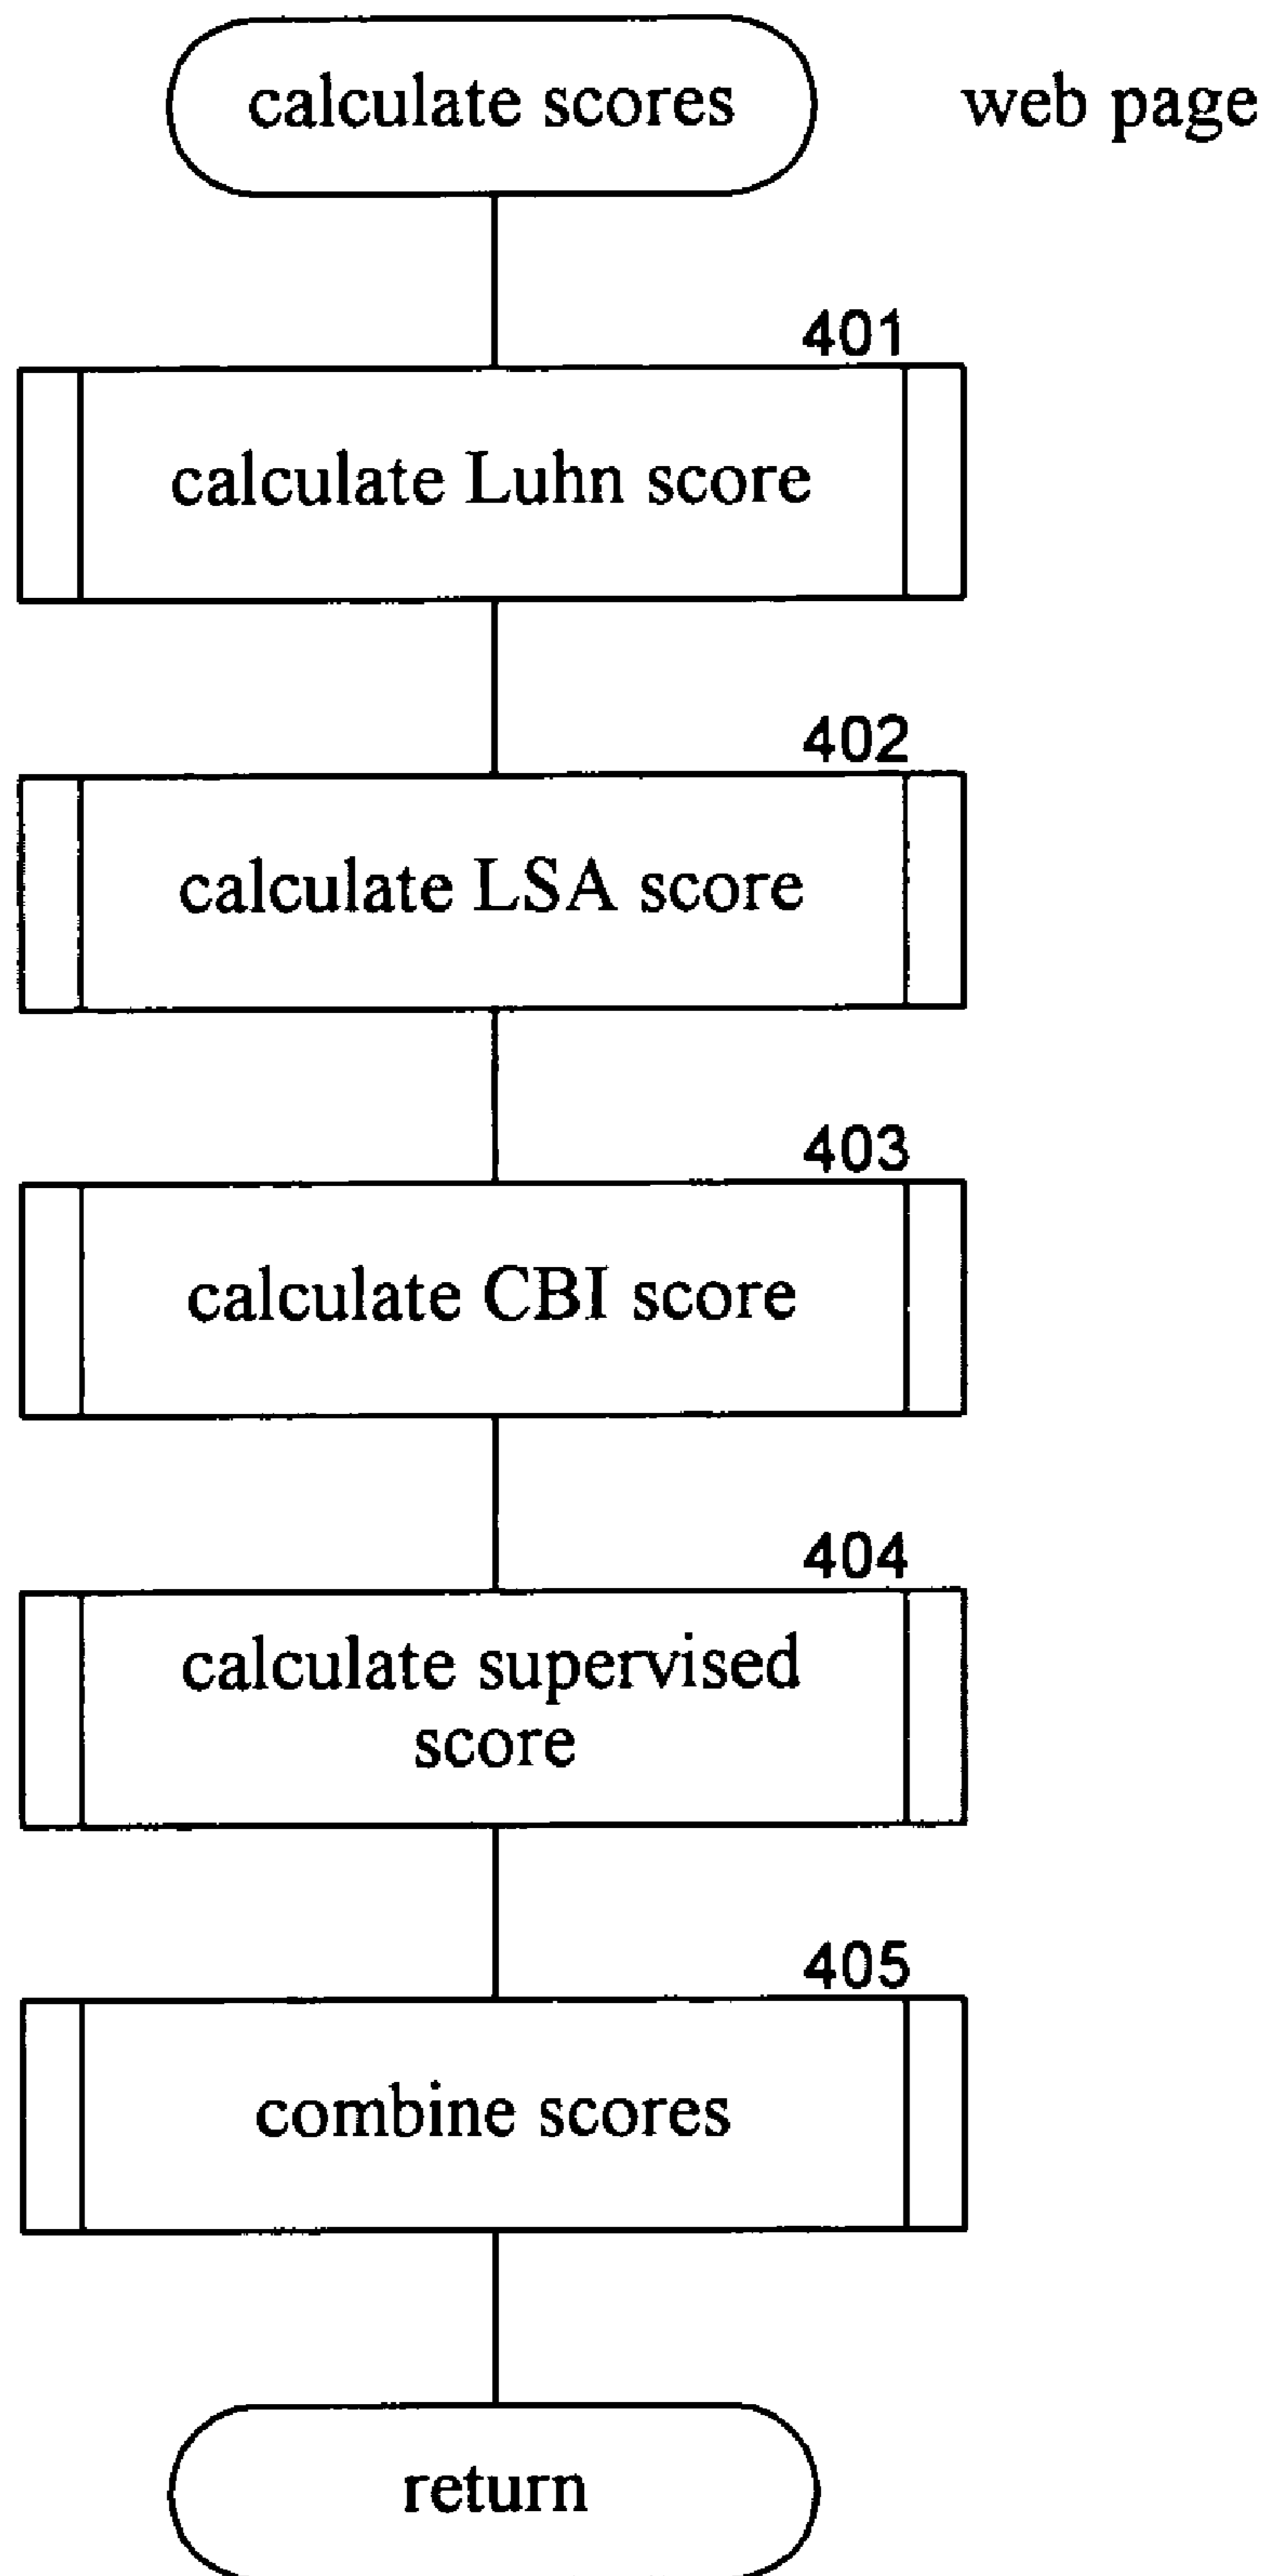 calculate scores web page
401
calculate Luhn score
402
calculate LSA score
403
calculate CBI score
404
calculate supervised
score
405
combine scores
return